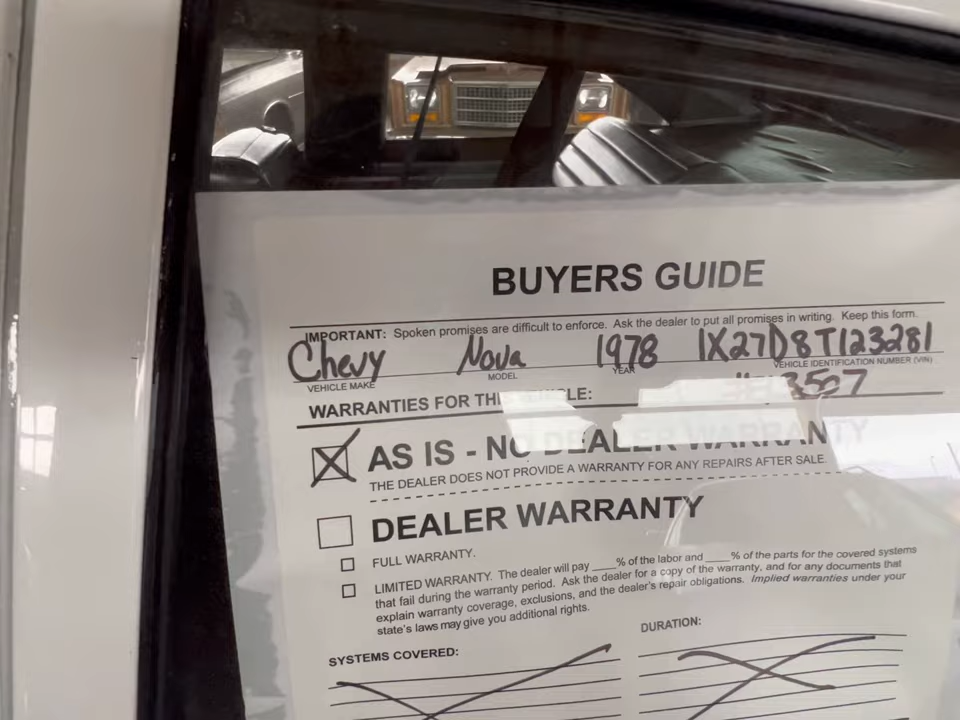 BUYERS GUIDE
IMPORTANT: Spoken promises are difficult to enforce. Ask the dealer to put all promises in writing. Keep this form.
Chevy Nova 1978 1X27D8T123281
VEHICLE MAKE MODEL YEAR VEHICLE IDENTIFICATION NUMBER (VIN)
3507
WARRANTIES FOR THIS
AS IS - NO DEALER WARRANTY
THE DEALER DOES NOT PROVIDE A WARRANTY FOR ANY REPAIRS AFTER SALE.
DEALER WARRANTY
FULL WARRANTY.
LIMITED WARRANTY. The dealer will pay ____% of the labor and ____% of the parts for the covered systems
that fail during the warranty period. Ask the dealer for a copy of the warranty, and for any documents that
explain warranty coverage, exclusions, and the dealer's repair obligations. Implied warranties under your
state's laws may give you additional rights.
SYSTEMS COVERED: DURATION: